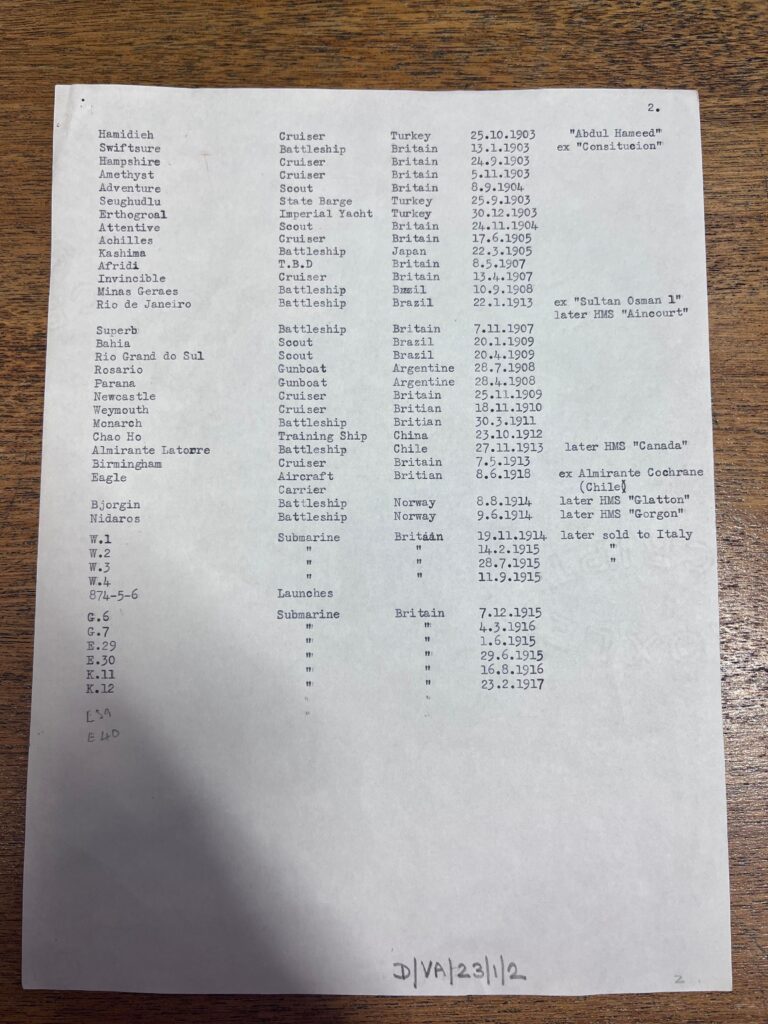 2.
Hamidieh Cruiser Turkey 25.10.1903 "Abdul Hameed"
Swiftsure Battleship Britain 13.1.1903 ex "Consitucion"
Hampshire Cruiser Britain 24.9.1903
Amethyst Cruiser Britain 5.11.1903
Adventure Scout Britain 8.9.1904
Seughudlu State Barge Turkey 25.9.1903
Erthogroal Imperial Yacht Turkey 30.12.1903
Attentive Scout Britain 24.11.1904
Achilles Cruiser Britain 17.6.1905
Kashima Battleship Japan 22.3.1905
Afridi T.B.D Britain 8.5.1907
Invincible Cruiser Britain 13.4.1907
Minas Geraes Battleship 10.9.1908
Rio de Janeiro Battleship Brazil 22.1.1913 ex "Sultan Osman 1"
later HMS "Aincourt"
Superb Battleship Britain 7.11.1907
Bahia Scout Brazil 20.1.1909
Rio Grand do Sul Scout Brazil 20.4.1909
Rosario Gunboat Argentine 28.7.1908
Parana Gunboat Argentine 28.4.1908
Newcastle Cruiser Britain 25.11.1909
Weymouth Cruiser Britian 18.11.1910
Monarch Battleship Britian 30.3.1911
Chao Ho Training Ship China 23.10.1912
Almirante Latorre Battleship Chile 27.11.1913 later HMS "Canada"
Birmingham Cruiser Britain 7.5.1913
Eagle Aircraft Britian 8.6.1918 ex Almirante Cochrane
Carrier (Chile)
Bjorgin Battleship Norway 8.8.1914 later HMS "Glatton"
Nidaros Battleship Norway 9.6.1914 later HMS "Gorgon"
W.1 Submarine Britain 19.11.1914 later sold to Italy
W.2 " " 14.2.1915 "
W.3 " " 28.7.1915 "
W.4 " " 11.9.1915
874-5-6 Launches
G.6 Submarine Britain 7.12.1915
G.7 " " 4.3.1916
E.29 " " 1.6.1915
E.30 " " 29.6.1915
K.11 " " 16.8.1916
K.12 " " 23.2.1917
E39 " "
E40
D/VA/23/1/2
2